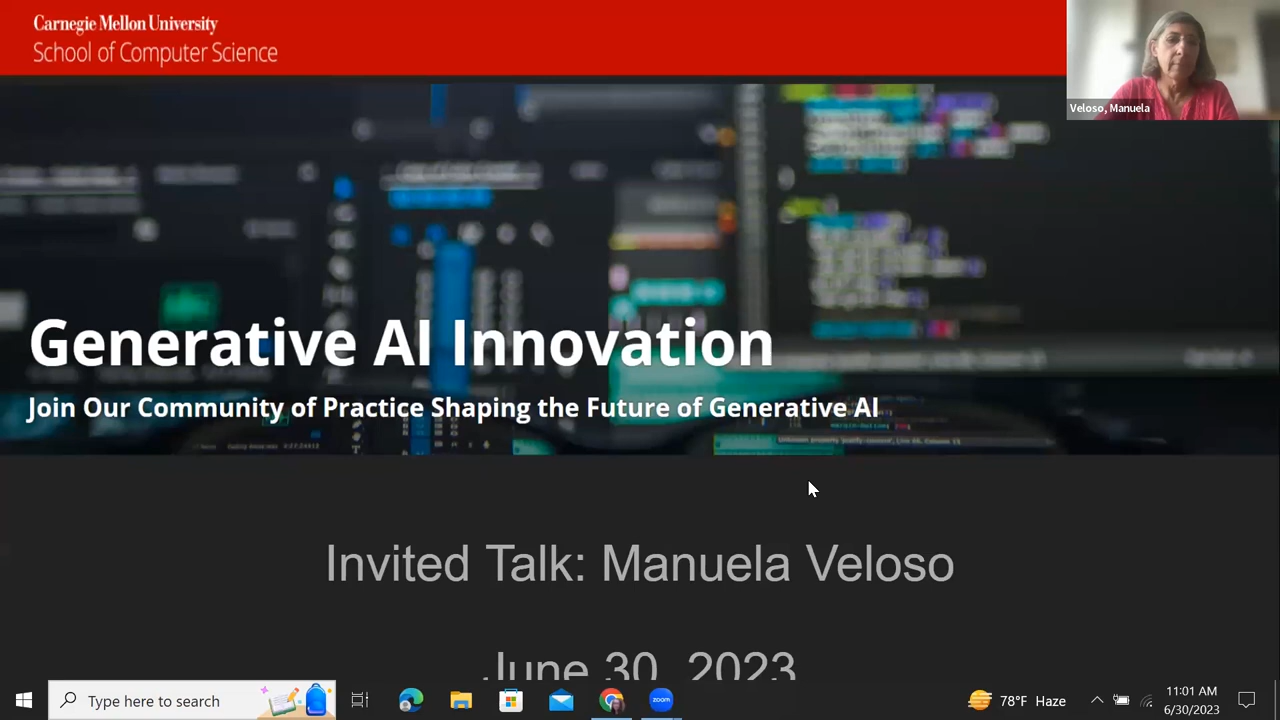 Carnegie Mellon University
School of Computer Science
Veloso, Manuela
Generative AI Innovation
Join Our Community of Practice Shaping the Future of Generative AI
Invited Talk: Manuela Veloso
June 30, 2023
Type here to search
zoom
78°F Haze
11:01 AM
6/30/2023